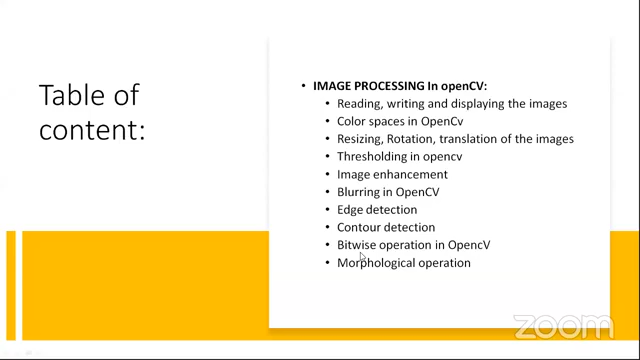 Table of
content:
• IMAGE PROCESSING In openCV:
• Reading, writing and displaying the images
• Color spaces in OpenCv
• Resizing, Rotation, translation of the images
• Thresholding in opencv
• Image enhancement
• Blurring in OpenCV
• Edge detection
• Contour detection
• Bitwise operation in OpencV
• Morphological operation
zoom